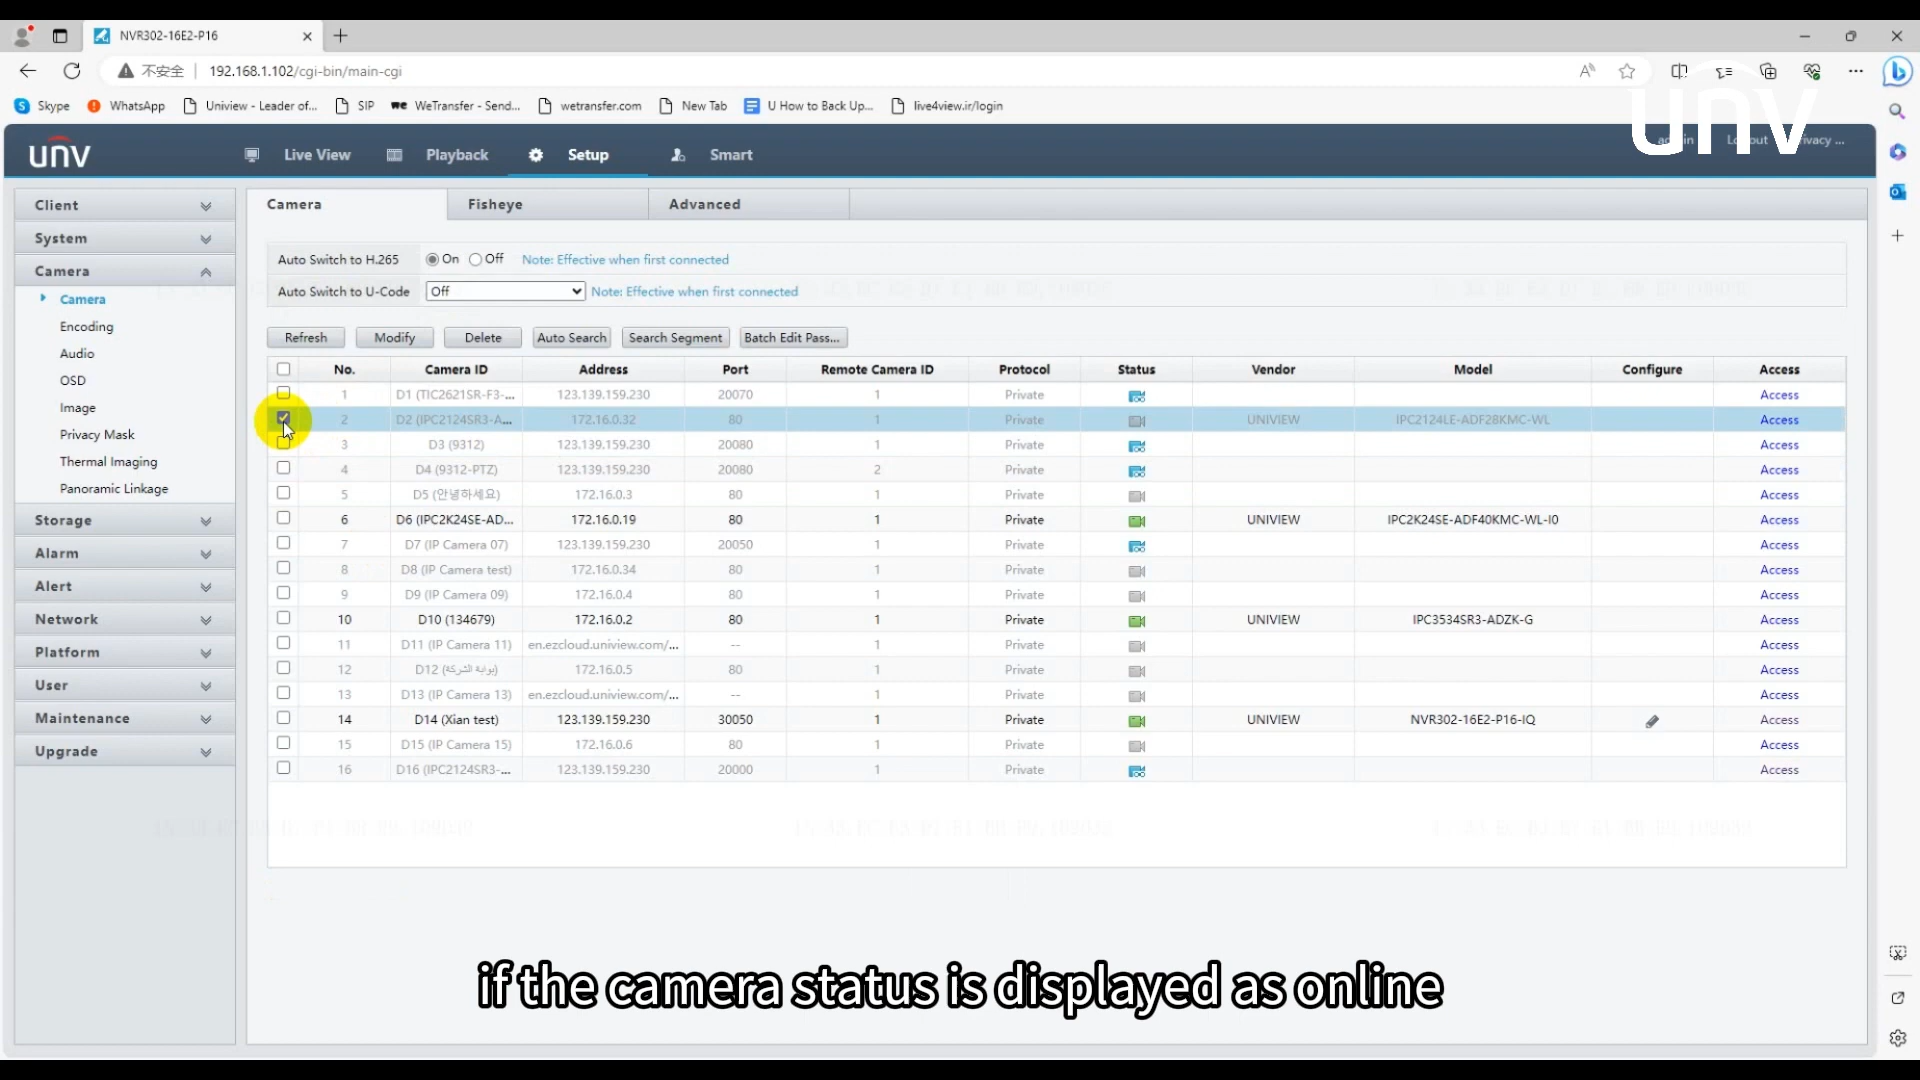 NVR302-16E2-P16
不安全 192.168.1.102/cgi-bin/main-cgi
Skype WhatsApp Uniview - Leader of... SIP WeTransfer - Send... wetransfer.com New Tab U How to Back Up... live4view.ir/login
unv Live View Playback Setup Smart
unv
Client
System
Camera
Camera
Encoding
Audio
OSD
Image
Privacy Mask
Thermal Imaging
Panoramic Linkage
Storage
Alarm
Alert
Network
Platform
User
Maintenance
Upgrade
Camera Fisheye Advanced
Auto Switch to H.265 On Off Note: Effective when first connected
Auto Switch to U-Code Off Note: Effective when first connected
Refresh Modify Delete Auto Search Search Segment Batch Edit Pass...
No. Camera ID Address Port Remote Camera ID Protocol Status Vendor Model Configure Access
1 D1 (TIC2621SR-F3-... 123.139.159.230 20070 1 Private Access
2 D2 (IPC2124SR3-A... 172.16.0.32 80 1 Private UNIVIEW IPC2124LE-ADF28KMC-WL Access
3 D3 (9312) 123.139.159.230 20080 1 Private Access
4 D4 (9312-PTZ) 123.139.159.230 20080 2 Private Access
5 D5 (안녕하세요) 172.16.0.3 80 1 Private Access
6 D6 (IPC2K24SE-AD... 172.16.0.19 80 1 Private UNIVIEW IPC2K24SE-ADF40KMC-WL-I0 Access
7 D7 (IP Camera 07) 123.139.159.230 20050 1 Private Access
8 D8 (IP Camera test) 172.16.0.34 80 1 Private Access
9 D9 (IP Camera 09) 172.16.0.4 80 1 Private Access
10 D10 (134679) 172.16.0.2 80 1 Private UNIVIEW IPC3534SR3-ADZK-G Access
11 D11 (IP Camera 11) en.ezcloud.uniview.com/... -- 1 Private Access
12 D12 (بوابة الشركة) 172.16.0.5 80 1 Private Access
13 D13 (IP Camera 13) en.ezcloud.uniview.com/... -- 1 Private Access
14 D14 (Xian test) 123.139.159.230 30050 1 Private UNIVIEW NVR302-16E2-P16-IQ Access
15 D15 (IP Camera 15) 172.16.0.6 80 1 Private Access
16 D16 (IPC2124SR3-... 123.139.159.230 20000 1 Private Access
if the camera status is displayed as online